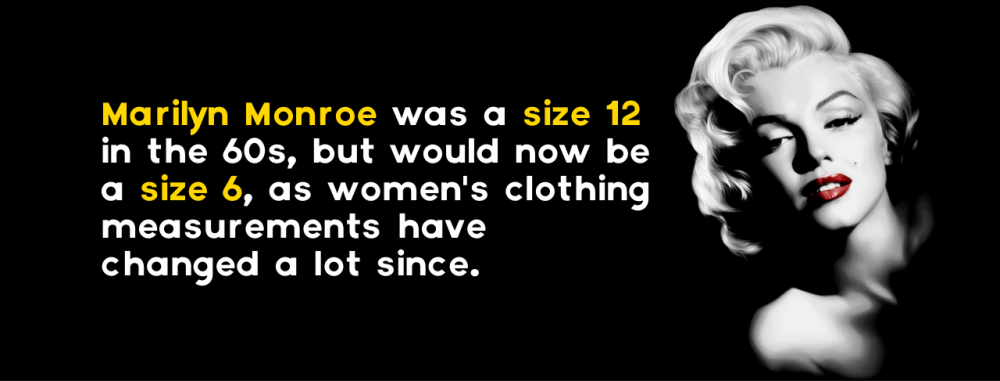 Marilyn Monroe was a size 12
in the 60s, but would now be
a size 6, as women's clothing
measurements have
changed a lot since.